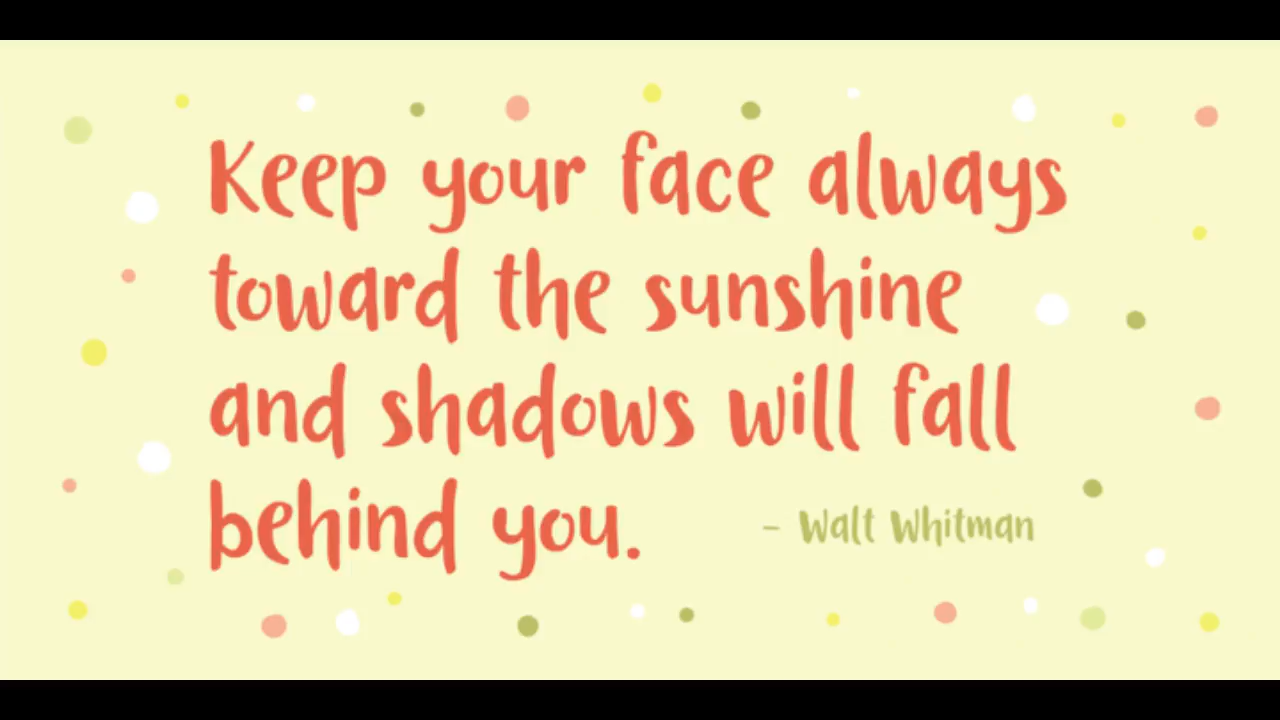 Keep your face always
toward the sunshine
and shadows will fall
behind you.
- Walt Whitman